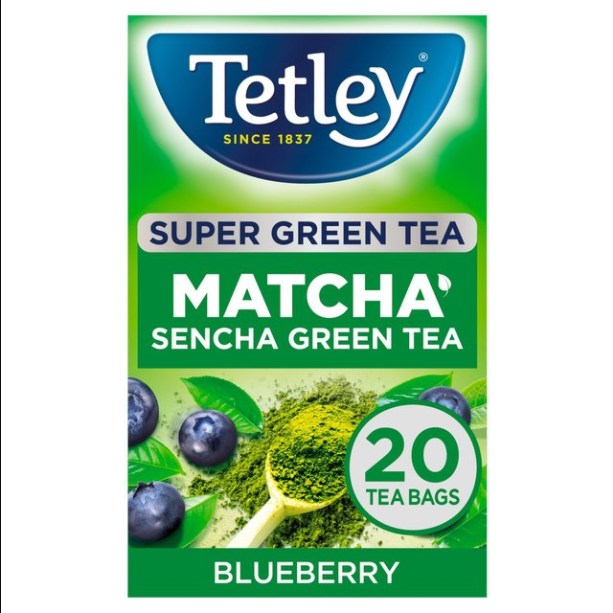 Tetley®
SINCE 1837
SUPER GREEN TEA
MATCHA
SENCHA GREEN TEA
20
TEA BAGS
BLUEBERRY